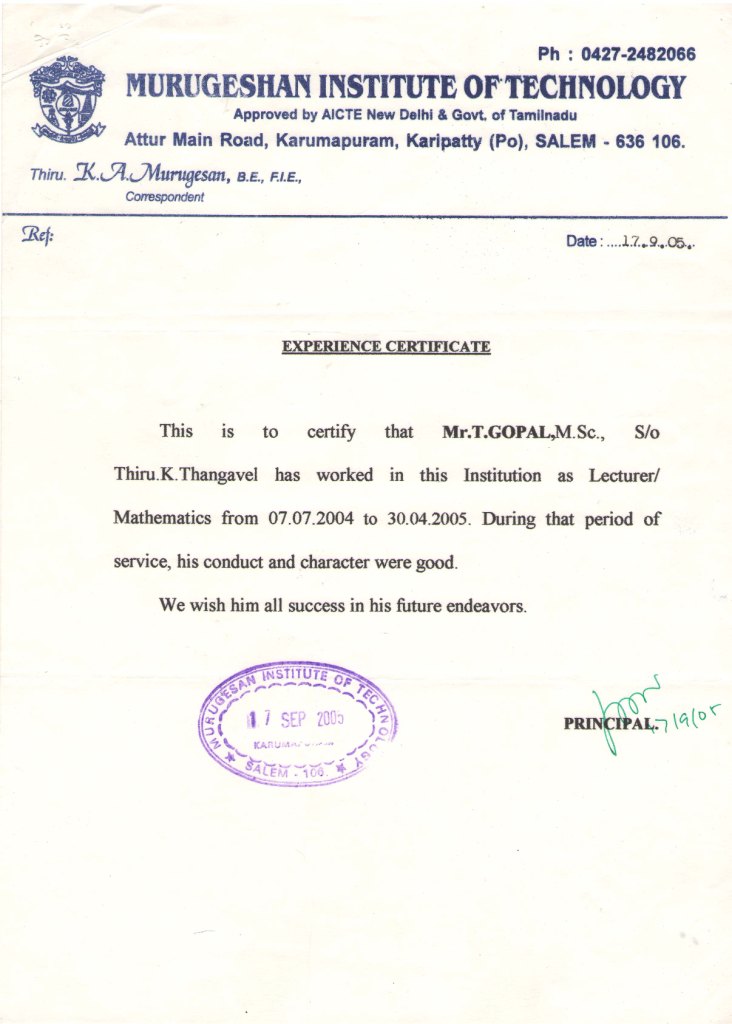 Ph : 0427-2482066
MURUGESHAN INSTITUTE OF TECHNOLOGY
Approved by AICTE New Delhi & Govt. of Tamilnadu
Attur Main Road, Karumapuram, Karipatty (Po), SALEM - 636 106.
Thiru. K.A.Murugesan, B.E., F.I.E.,
Correspondent
Ref:
Date : ....17.9.05..
EXPERIENCE CERTIFICATE
This is to certify that Mr.T.GOPAL,M.Sc., S/o
Thiru.K.Thangavel has worked in this Institution as Lecturer/
Mathematics from 07.07.2004 to 30.04.2005. During that period of
service, his conduct and character were good.
We wish him all success in his future endeavors.
MURUGESAN INSTITUTE OF TECHNOLOGY
17 SEP 2005
SALEM - 106.
PRINCIPAL.
7/9/05